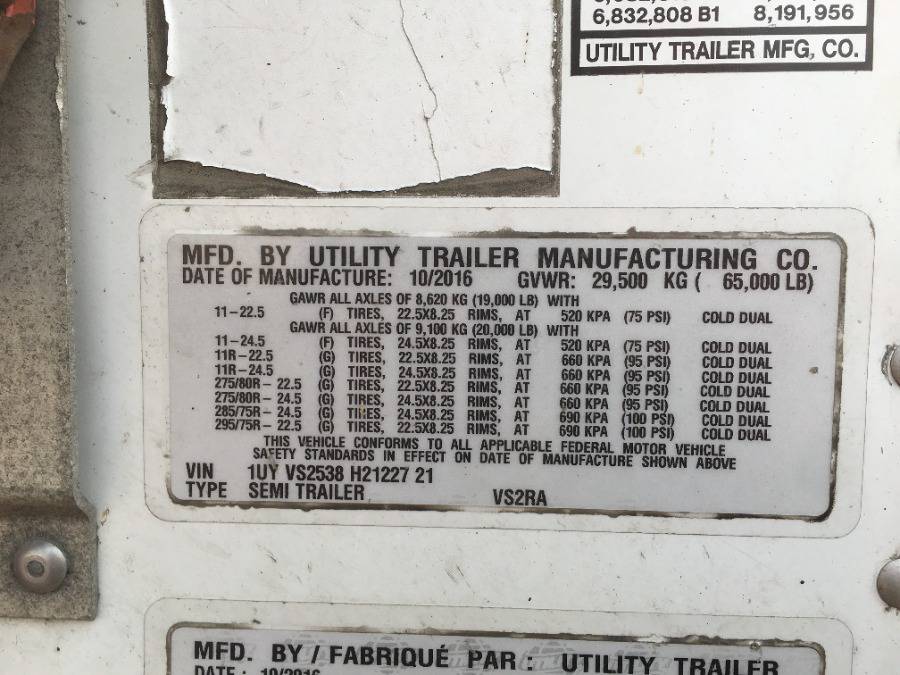 6,832,808 B1 8,191,956
UTILITY TRAILER MFG, CO.
MFD. BY UTILITY TRAILER MANUFACTURING CO.
DATE OF MANUFACTURE: 10/2016 GVWR: 29,500 KG ( 65,000 LB)
GAWR ALL AXLES OF 8,620 KG (19,000 LB) WITH
11-22.5 (F) TIRES, 22.5X8.25 RIMS, AT 520 KPA (75 PSI) COLD DUAL
GAWR ALL AXLES OF 9,100 KG (20,000 LB) WITH
11-24.5 (F) TIRES, 24.5X8.25 RIMS, AT 520 KPA (75 PSI) COLD DUAL
11R-22.5 (G) TIRES, 22.5X8.25 RIMS, AT 660 KPA (95 PSI) COLD DUAL
11R-24.5 (G) TIRES, 24.5X8.25 RIMS, AT 660 KPA (95 PSI) COLD DUAL
275/80R- 22.5 (G) TIRES, 22.5X8.25 RIMS, AT 660 KPA (95 PSI) COLD DUAL
275/80R- 24.5 (G) TIRES, 24.5X8.25 RIMS, AT 660 KPA (95 PSI) COLD DUAL
285/75R- 24.5 (G) TIRES, 24.5X8.25 RIMS, AT 690 KPA (100 PSI) COLD DUAL
295/75R- 22.5 (G) TIRES, 22.5X8.25 RIMS, AT 690 KPA (100 PSI) COLD DUAL
THIS VEHICLE CONFORMS TO ALL APPLICABLE FEDERAL MOTOR VEHICLE
SAFETY STANDARDS IN EFFECT ON DATE OF MANUFACTURE SHOWN ABOVE
VIN 1UY VS2538 H21227 21
TYPE SEMI TRAILER VS2RA
MFD. BY / FABRIQUÉ PAR : UTILITY TRAILER
DATE : 10/2016